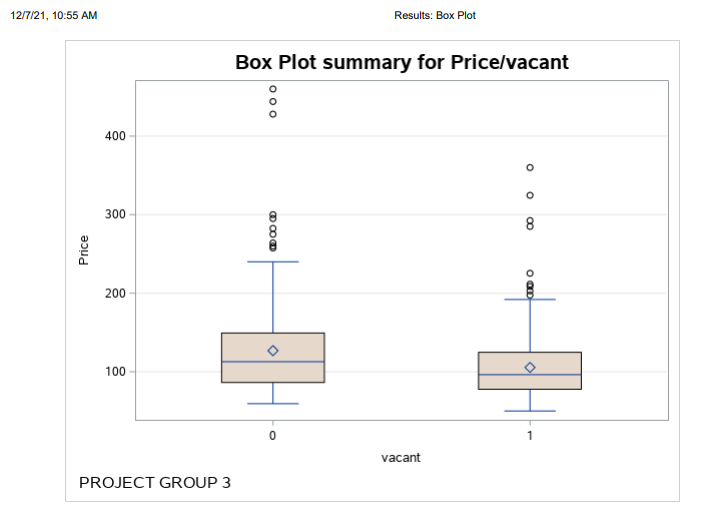 12/7/21, 10:55 AM Results: Box Plot
Box Plot summary for Price/vacant
400
300
200
100
Price
0 1
vacant
PROJECT GROUP 3